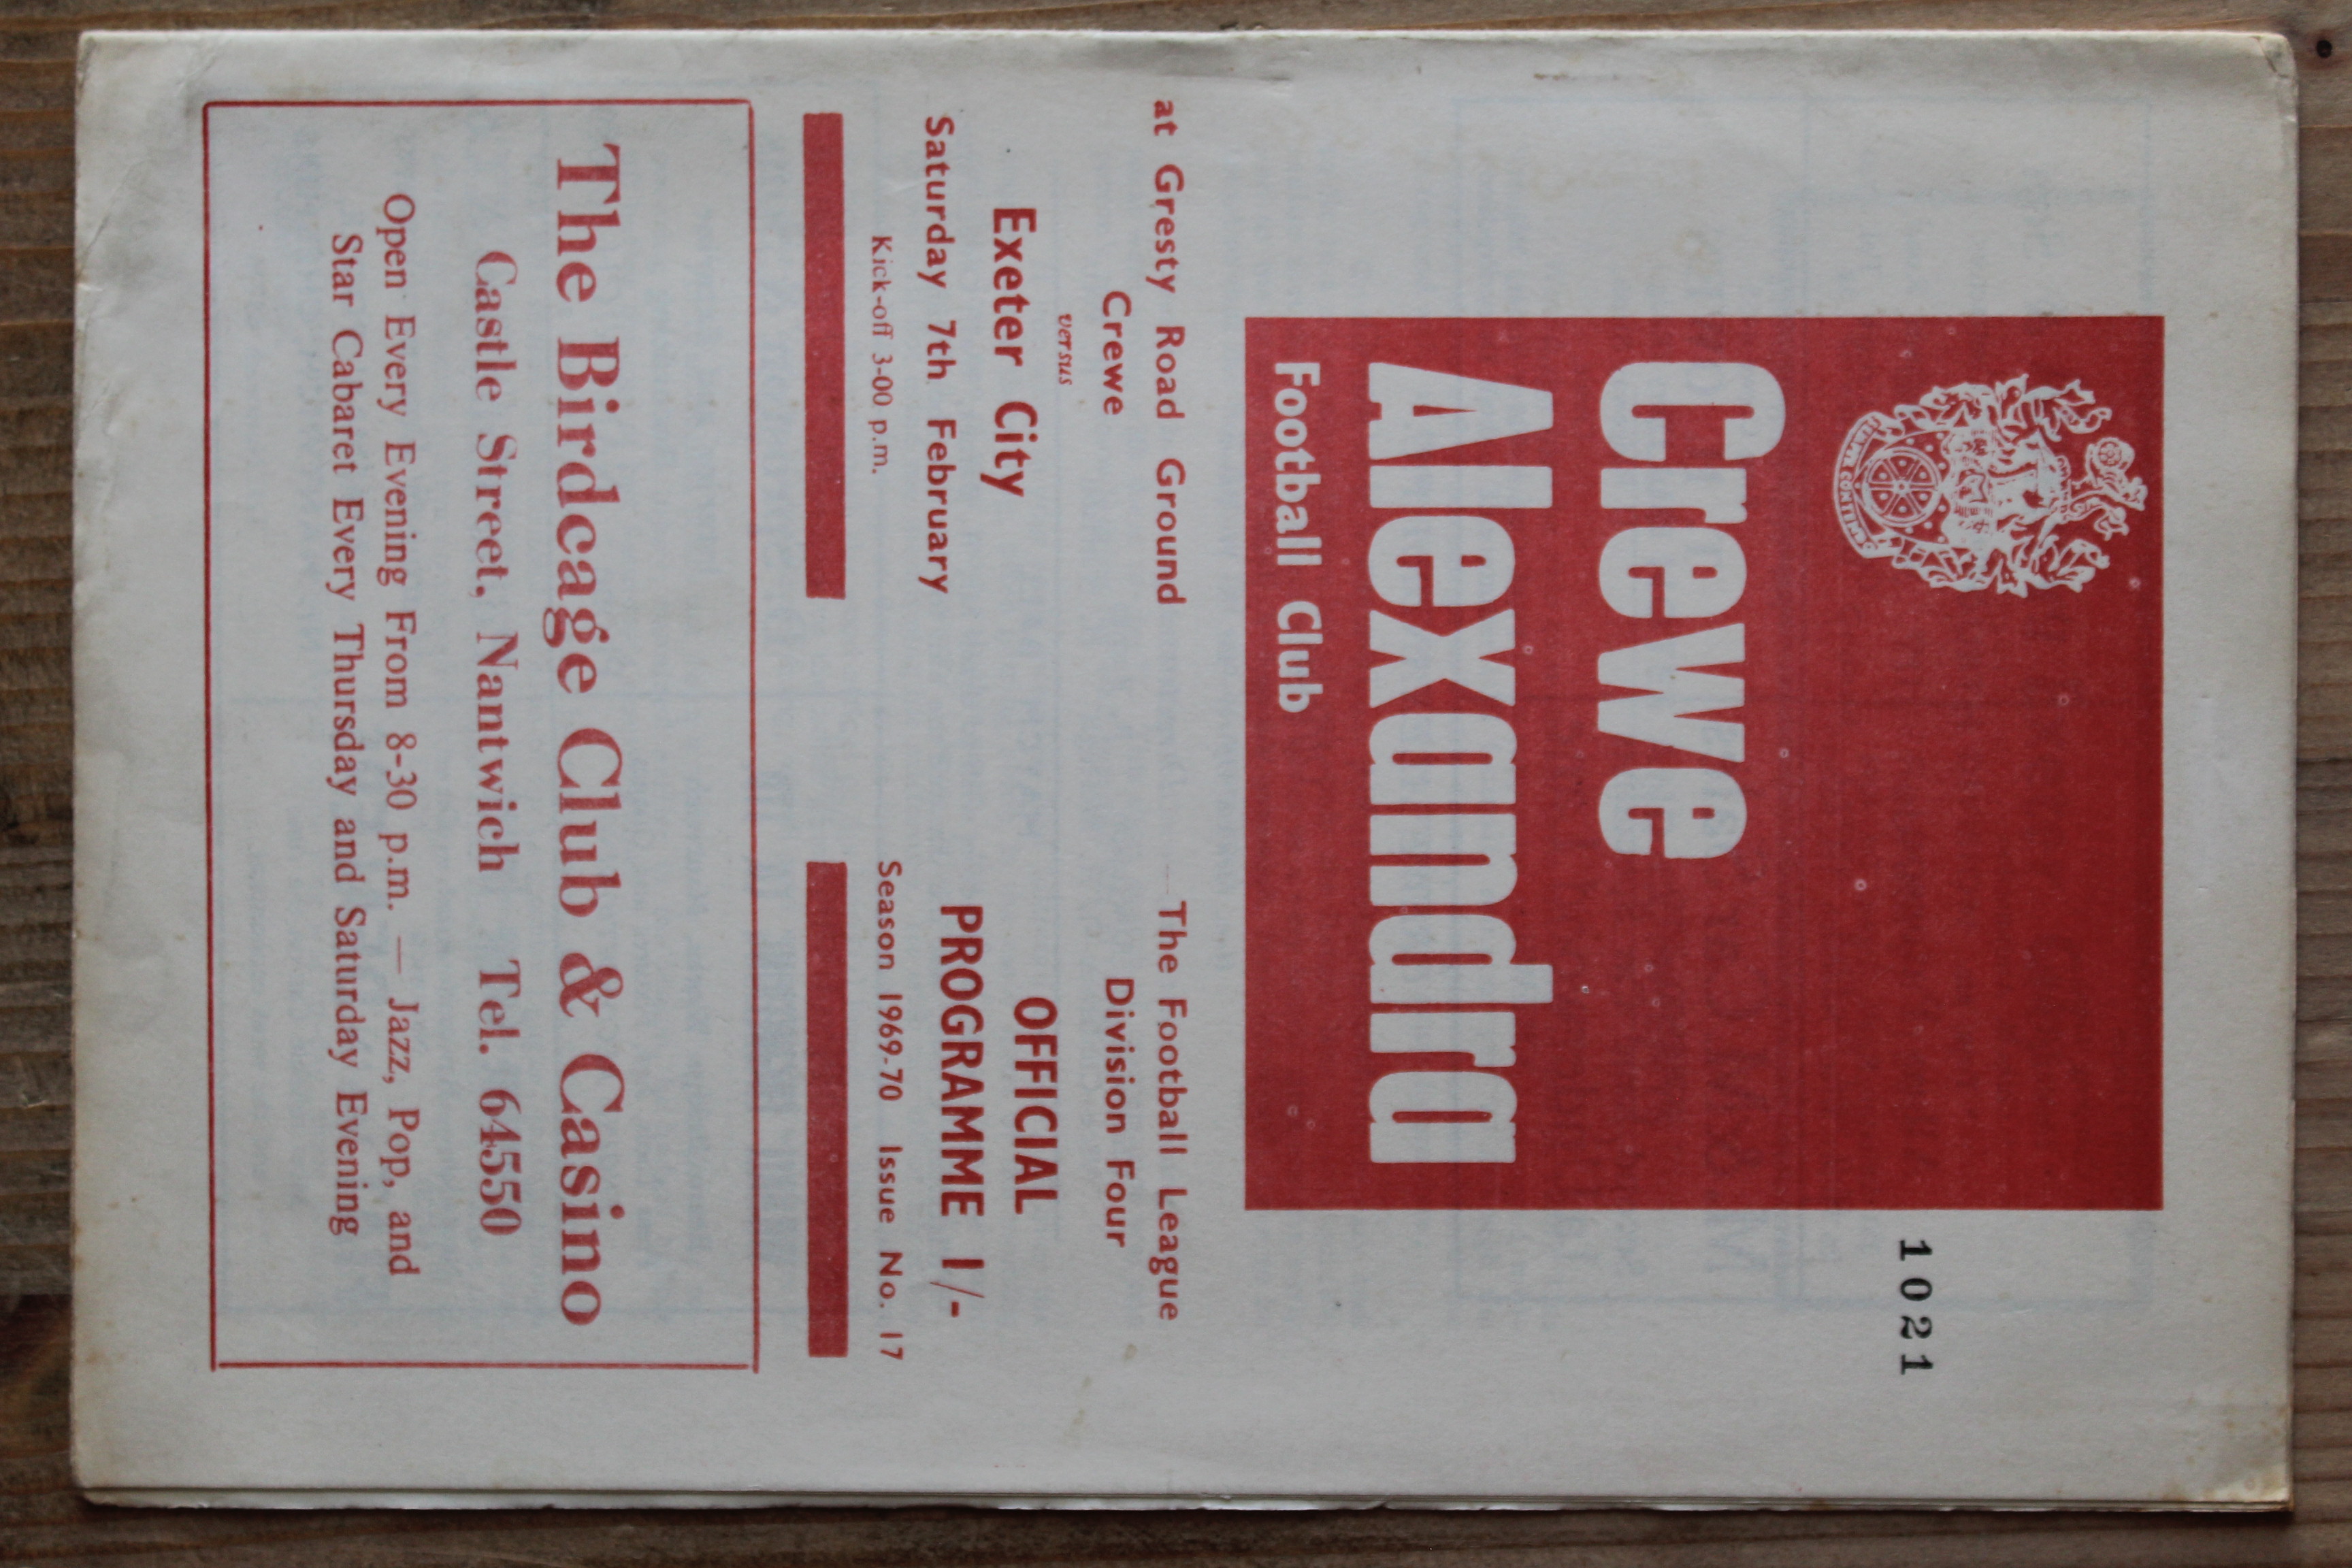 1021
Crewe
Alexandra
Football Club
at Gresty Road Ground
Crewe
versus
Exeter City
Saturday 7th February
Kick-off 3-00 p.m.
The Football League
Division Four
OFFICIAL
PROGRAMME 1/-
Season 1969-70 Issue No. 17
The Birdcage Club & Casino
Castle Street, Nantwich Tel. 64550
Open Every Evening From 8-30 p.m. — Jazz, Pop, and
Star Cabaret Every Thursday and Saturday Evening